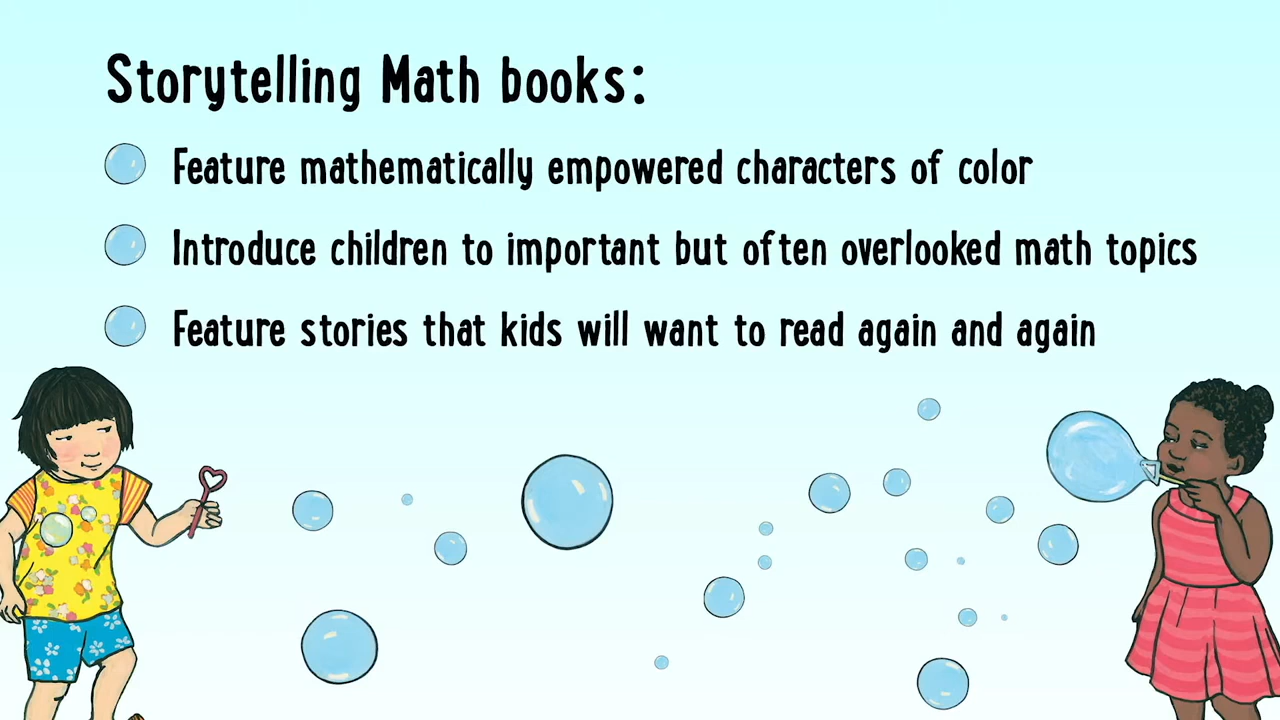 Storytelling Math books:
Feature mathematically empowered characters of color
Introduce children to important but often overlooked math topics
Feature stories that kids will want to read again and again